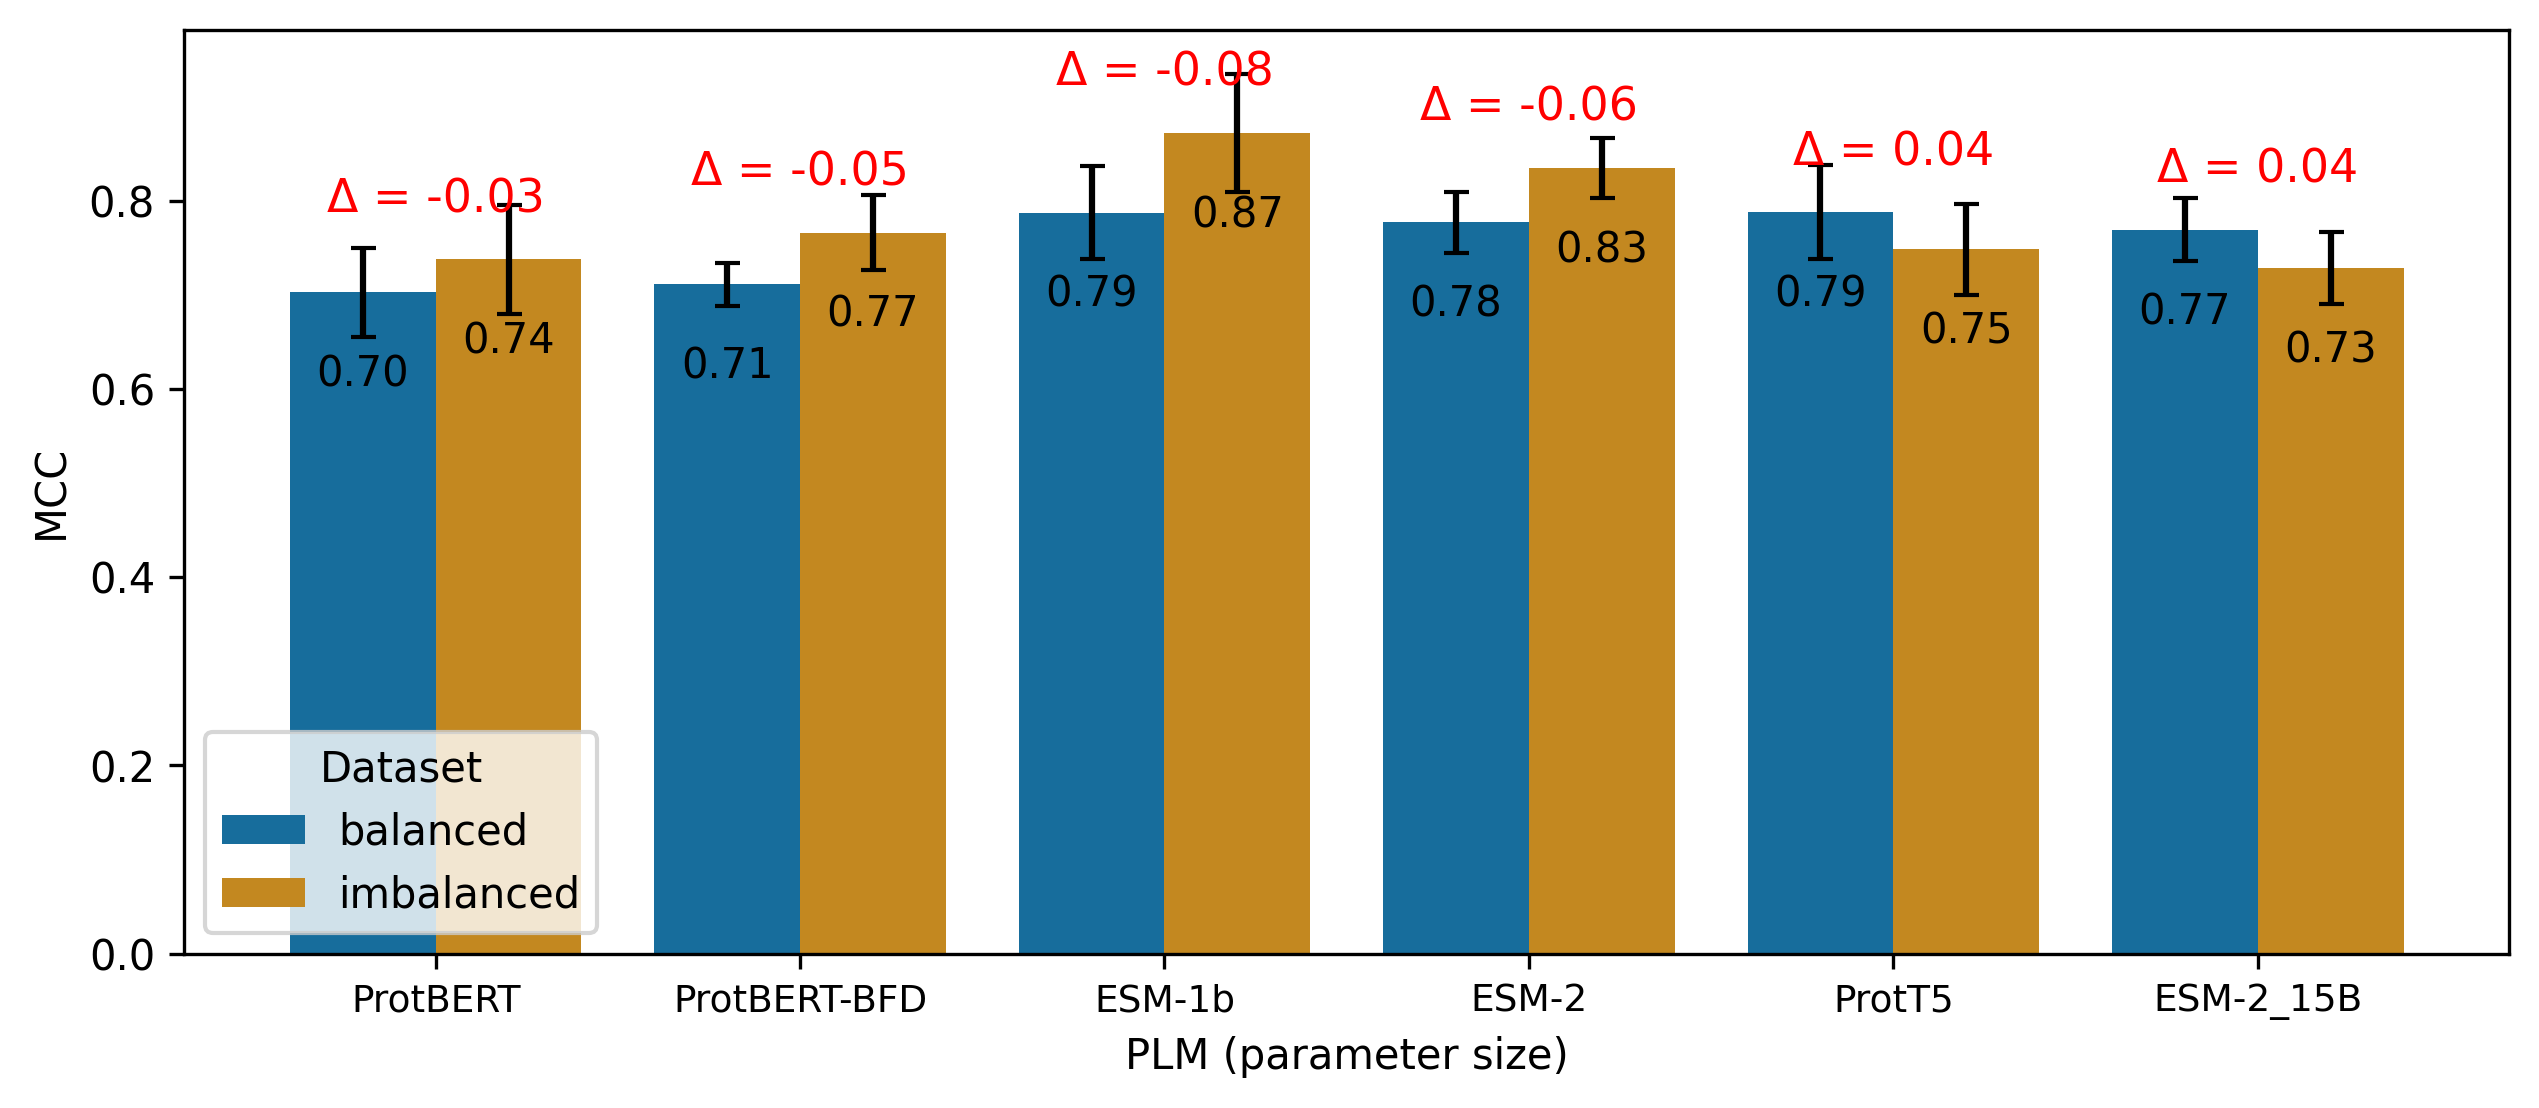 Δ = -0.03
Δ = -0.05
Δ = -0.08
Δ = -0.06
Δ = 0.04
Δ = 0.04
0.70
0.74
0.71
0.77
0.79
0.87
0.78
0.83
0.79
0.75
0.77
0.73
0.8
0.6
0.4
0.2
0.0
MCC
Dataset
balanced
imbalanced
ProtBERT
ProtBERT-BFD
ESM-1b
ESM-2
ProtT5
ESM-2_15B
PLM (parameter size)